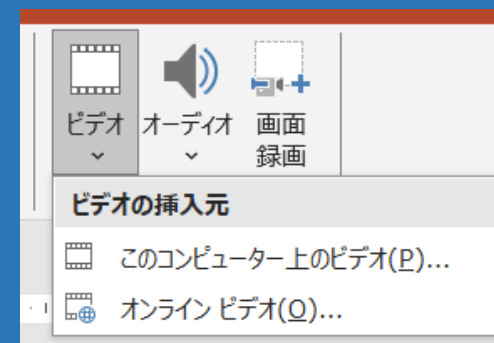 ビデオ オーディオ 画面
録画
ビデオの挿入元
このコンピューター上のビデオ(P)...
オンライン ビデオ(O)...